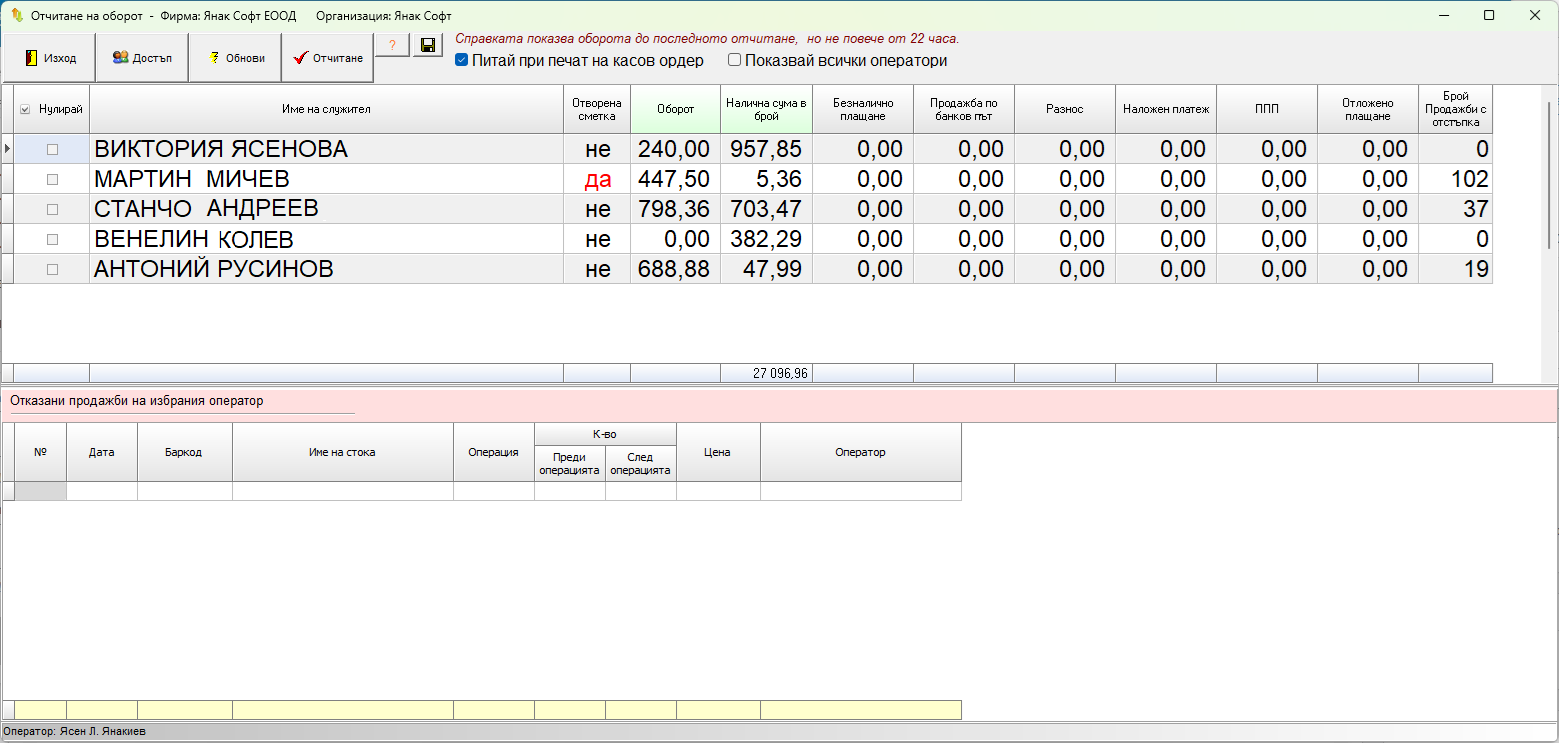 Отчитане на оборот - Фирма: Янак Софт ЕООД Организация: Янак Софт
Изход Достъп Обнови Отчитане ?
Справката показва оборота до последното отчитане, но не повече от 22 часа.
Питай при печат на касов ордер Показвай всички оператори
Нулирай Име на служител Отворена сметка Оборот Налична сума в брой Безналично плащане Продажба по банков път Разнос Наложен платеж ППП Отложено плащане Брой Продажби с отстъпка
ВИКТОРИЯ ЯСЕНОВА не 240,00 957,85 0,00 0,00 0,00 0,00 0,00 0,00 0
МАРТИН МИЧЕВ да 447,50 5,36 0,00 0,00 0,00 0,00 0,00 0,00 102
СТАНЧО АНДРЕЕВ не 798,36 703,47 0,00 0,00 0,00 0,00 0,00 0,00 37
ВЕНЕЛИН КОЛЕВ не 0,00 382,29 0,00 0,00 0,00 0,00 0,00 0,00 0
АНТОНИЙ РУСИНОВ не 688,88 47,99 0,00 0,00 0,00 0,00 0,00 0,00 19
27 096,96
Отказани продажби на избрания оператор
№ Дата Баркод Име на стока Операция К-во Преди операцията След операцията Цена Оператор
Оператор: Ясен Л. Янакиев